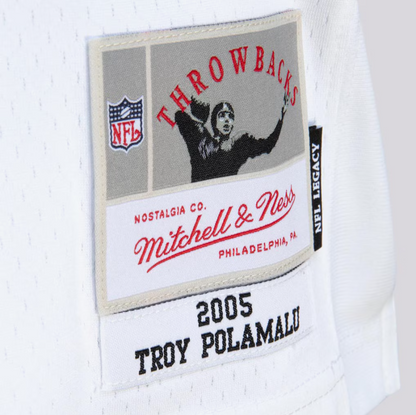 THROWBACKS
NFL
NOSTALGIA CO.
Mitchell & Ness
PHILADELPHIA, PA.
NFL LEGACY
2005
TROY POLAMALU